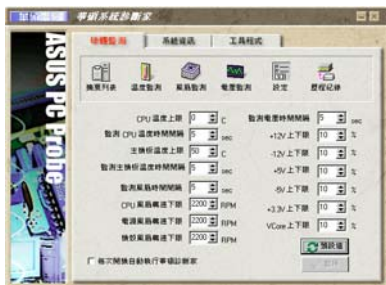 華碩系統診斷家
硬體監測 系統資訊 工具程式
ASUS PC Probe
摘要列表 溫度監測 風扇監測 電壓監測 設定 歷程紀錄
CPU 溫度上限 0 C
監測電壓時間間隔 5 sec
監測 CPU 溫度時間間隔 5 sec
+12V 上下限 10 %
主機板溫度上限 50 C
-12V 上下限 10 %
監測主機板溫度時間間隔 5 sec
+5V 上下限 10 %
監測風扇時間間隔 5 sec
-5V 上下限 10 %
CPU 風扇轉速下限 2200 RPM
+3.3V 上下限 10 %
電源風扇轉速下限 2200 RPM
VCore 上下限 10 %
機殼風扇轉速下限 2200 RPM
預設值
每次開機自動執行華碩診斷家